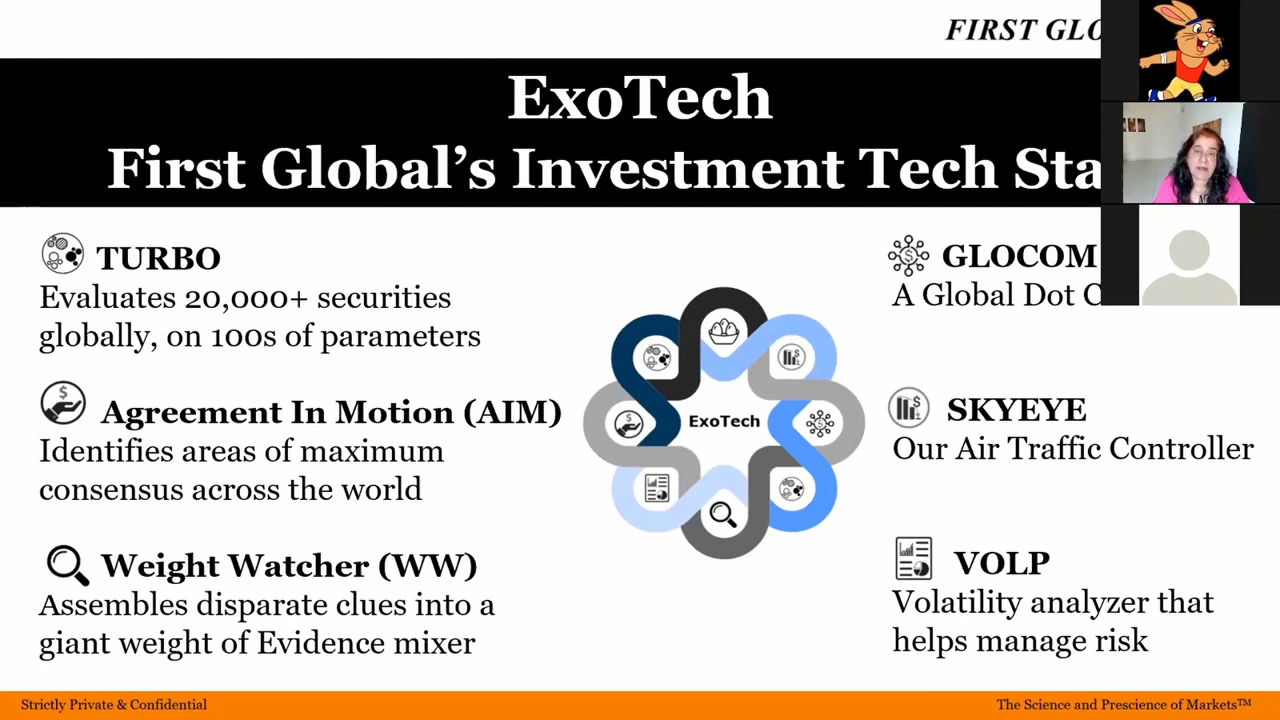 FIRST GLO
ExoTech
First Global's Investment Tech Sta
TURBO
Evaluates 20,000+ securities
globally, on 100s of parameters
Agreement In Motion (AIM)
Identifies areas of maximum
consensus across the world
Weight Watcher (WW)
Assembles disparate clues into a
giant weight of Evidence mixer
ExoTech
GLOCOM
A Global Dot C
SKYEYE
Our Air Traffic Controller
VOLP
Volatility analyzer that
helps manage risk
Strictly Private & Confidential
The Science and Prescience of Markets™